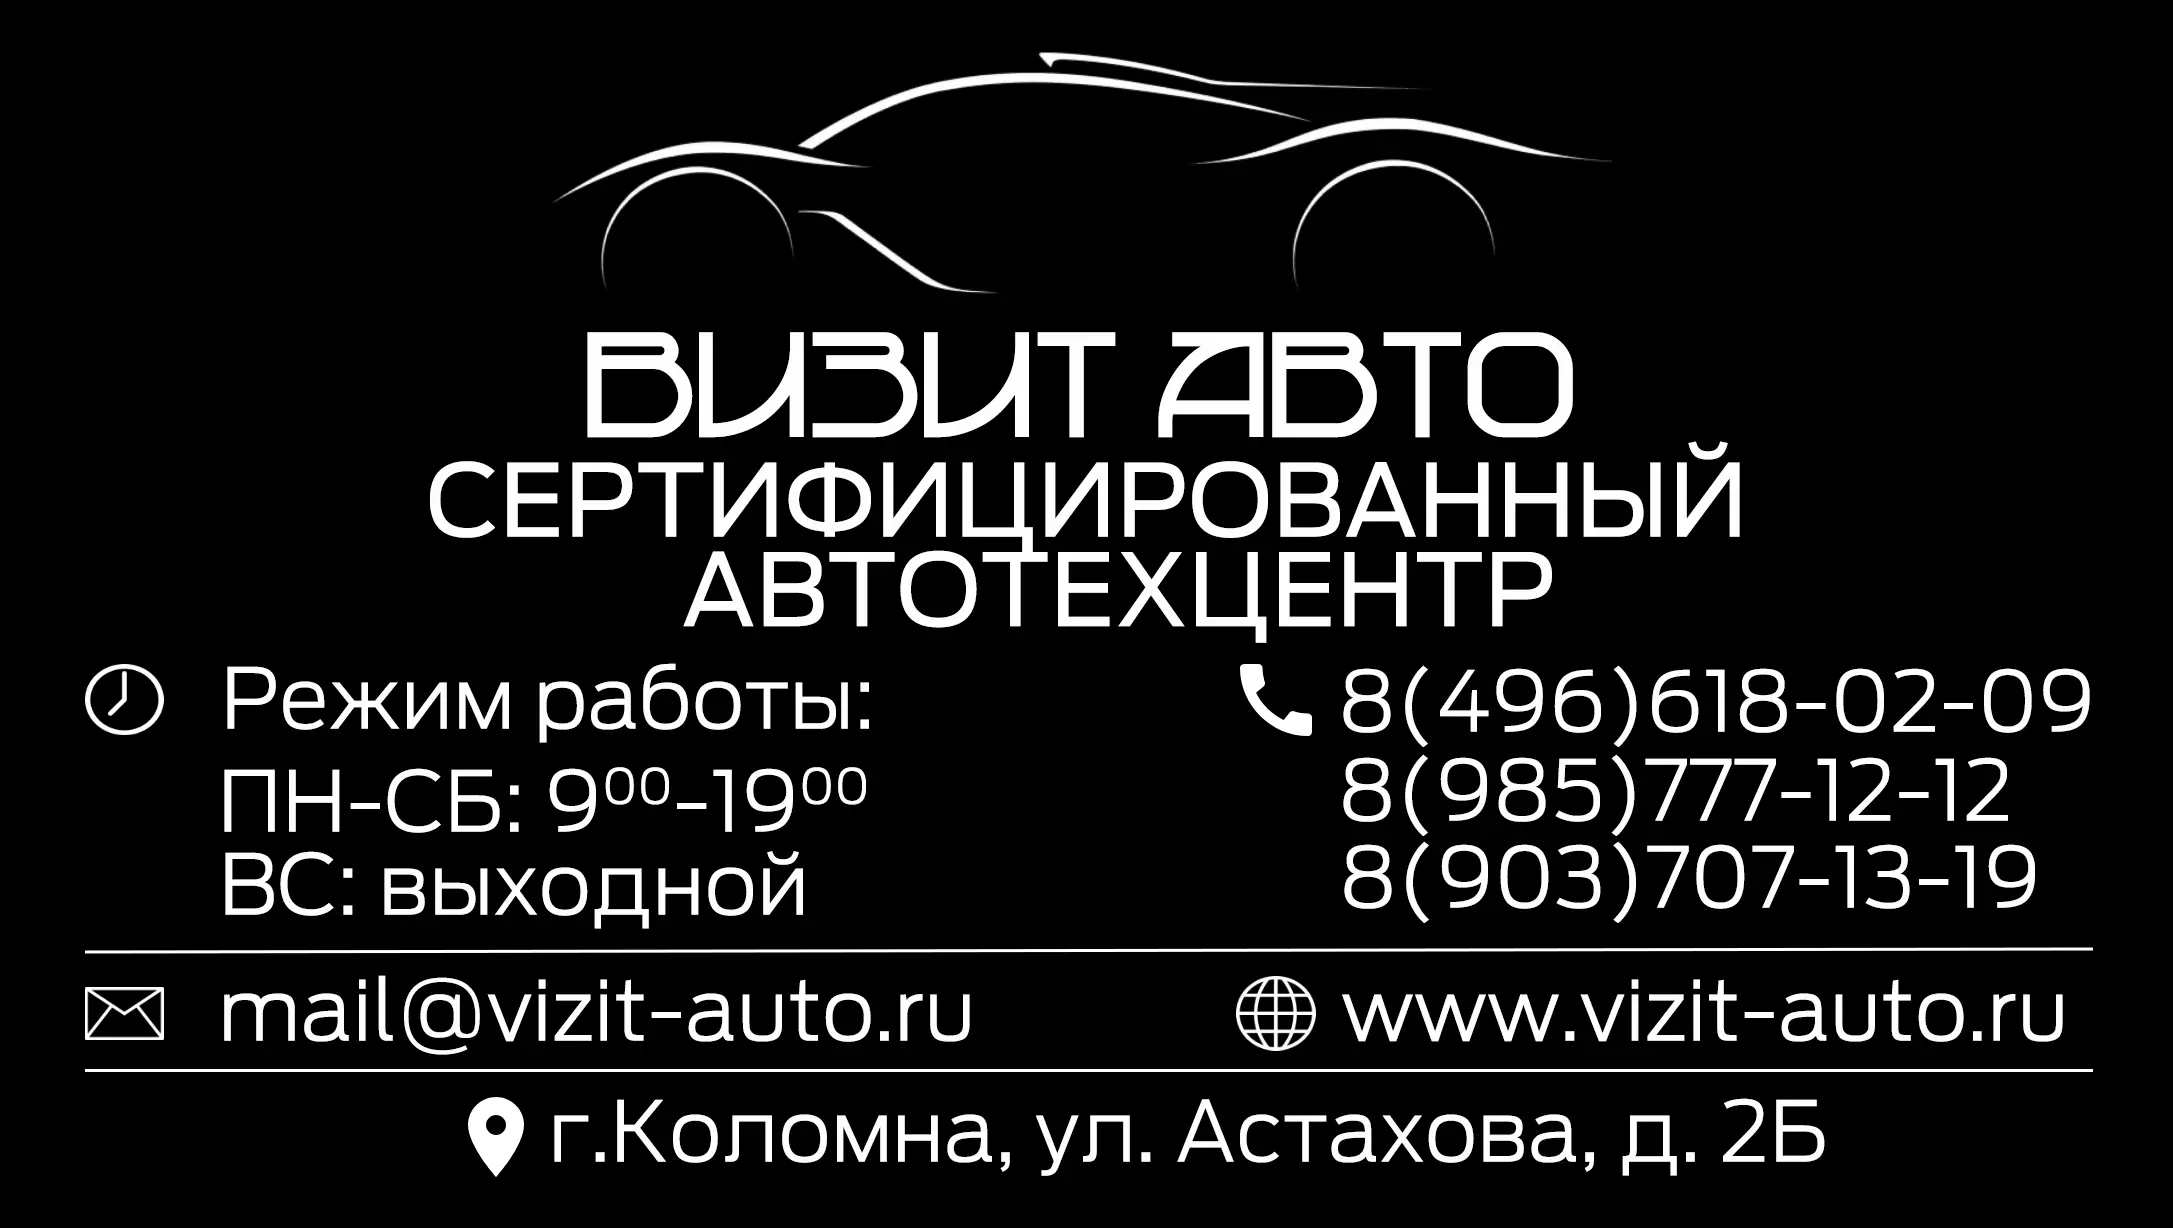 ВИЗИТ АВТО
СЕРТИФИЦИРОВАННЫЙ
АВТОТЕХЦЕНТР
Режим работы:
ПН-СБ: 9⁰⁰-19⁰⁰
ВС: выходной
8(496)618-02-09
8(985)777-12-12
8(903)707-13-19
mail@vizit-auto.ru
www.vizit-auto.ru
г.Коломна, ул. Астахова, д. 2Б